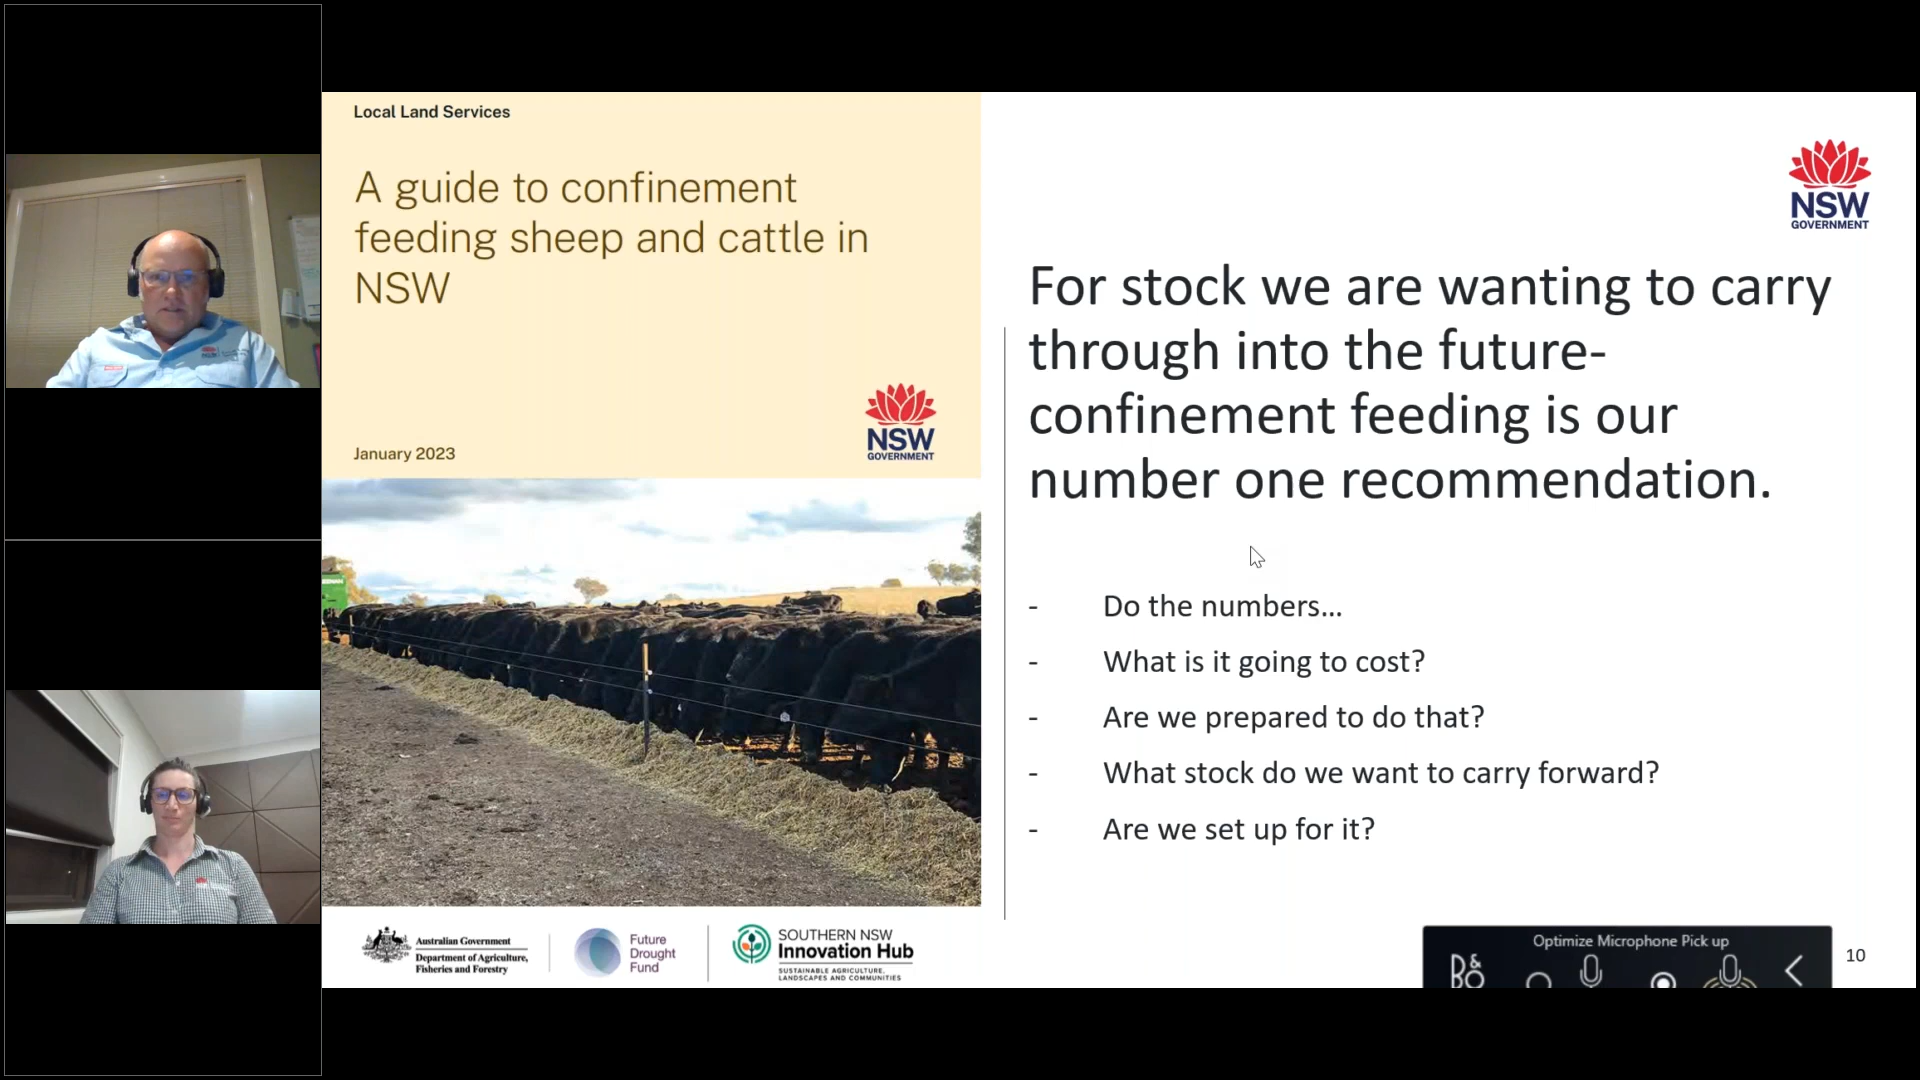 Local Land Services
A guide to confinement
feeding sheep and cattle in
NSW
NSW
GOVERNMENT
January 2023
Australian Government
Department of Agriculture,
Fisheries and Forestry
Future
Drought
Fund
SOUTHERN NSW
Innovation Hub
SUSTAINABLE AGRICULTURE,
LANDSCAPES AND COMMUNITIES
NSW
GOVERNMENT
For stock we are wanting to carry
through into the future-
confinement feeding is our
number one recommendation.
- Do the numbers...
- What is it going to cost?
- Are we prepared to do that?
- What stock do we want to carry forward?
- Are we set up for it?
Optimize Microphone Pick up
B&O
10